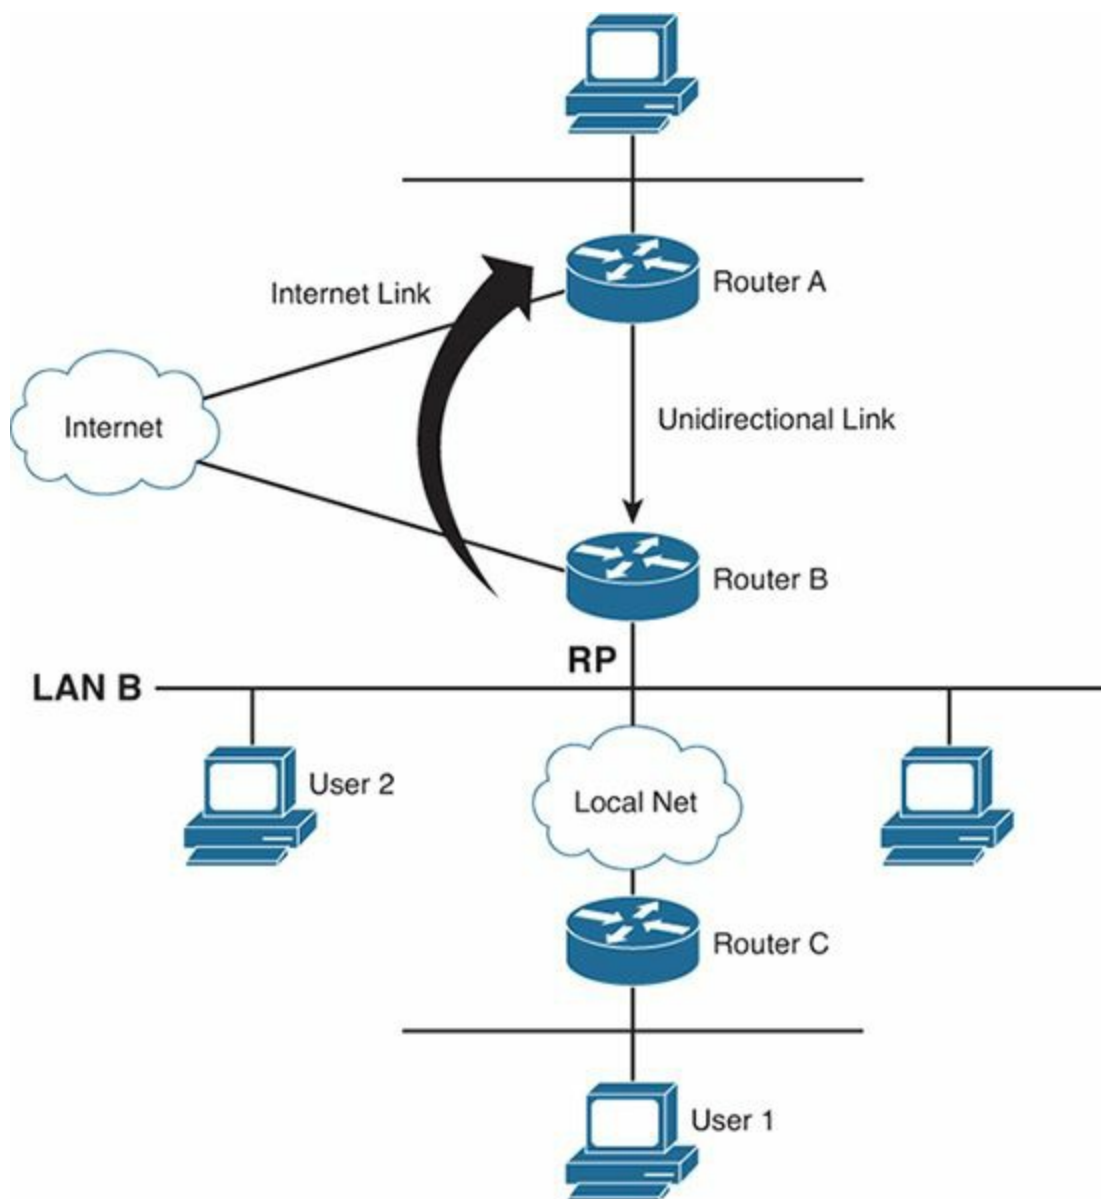 Router A
Internet Link
Internet
Unidirectional Link
Router B
RP
LAN B
User 2
Local Net
Router C
User 1